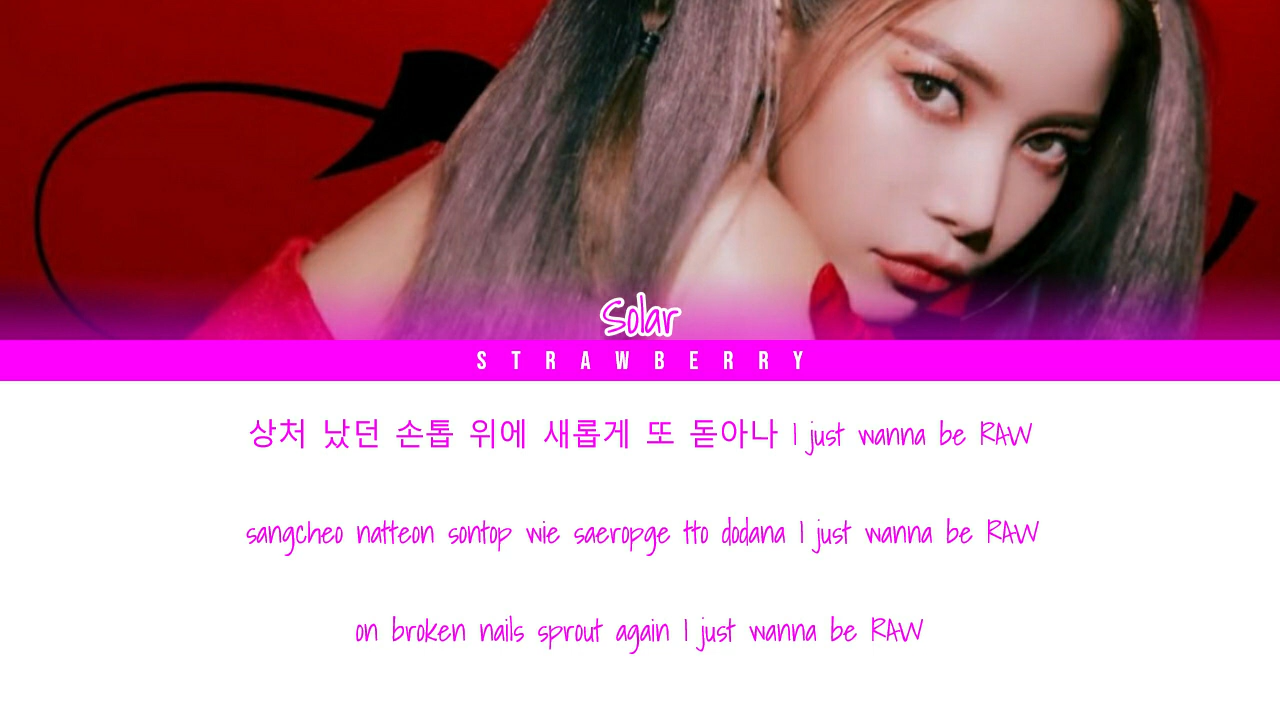 Solar
STRAWBERRY
상처 났던 손톱 위에 새롭게 또 돋아나 I just wanna be RAW
sangcheo natteon sontop wie saeropge tto dodana I just wanna be RAW
on broken nails sprout again I just wanna be RAW